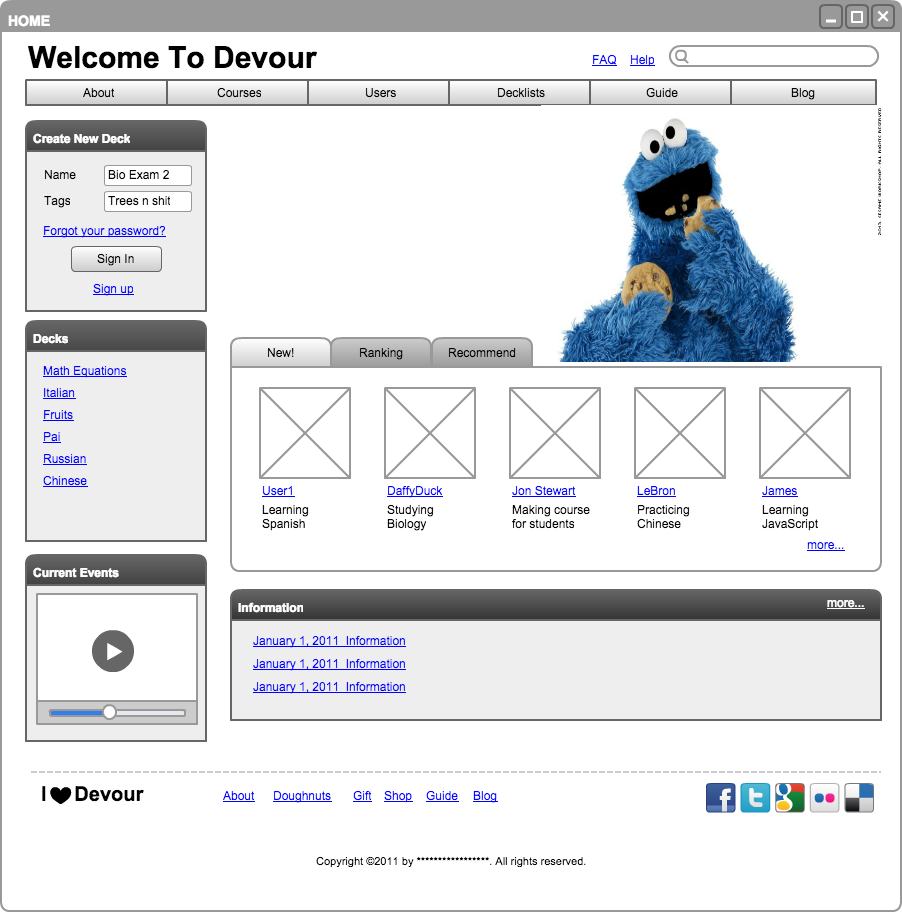 HOME
Welcome To Devour
FAQ Help
About Courses Users Decklists Guide Blog
Create New Deck
Name Bio Exam 2
Tags Trees n shit
Forgot your password?
Sign In
Sign up
Decks
Math Equations
Italian
Fruits
Pai
Russian
Chinese
Current Events
New! Ranking Recommend
User1 DaffyDuck Jon Stewart LeBron James
Learning Studying Making course Practicing Learning
Spanish Biology for students Chinese JavaScript
more...
Information more...
January 1, 2011 Information
January 1, 2011 Information
January 1, 2011 Information
I ♥ Devour
About Doughnuts Gift Shop Guide Blog
f t g
Copyright ©2011 by *****************. All rights reserved.